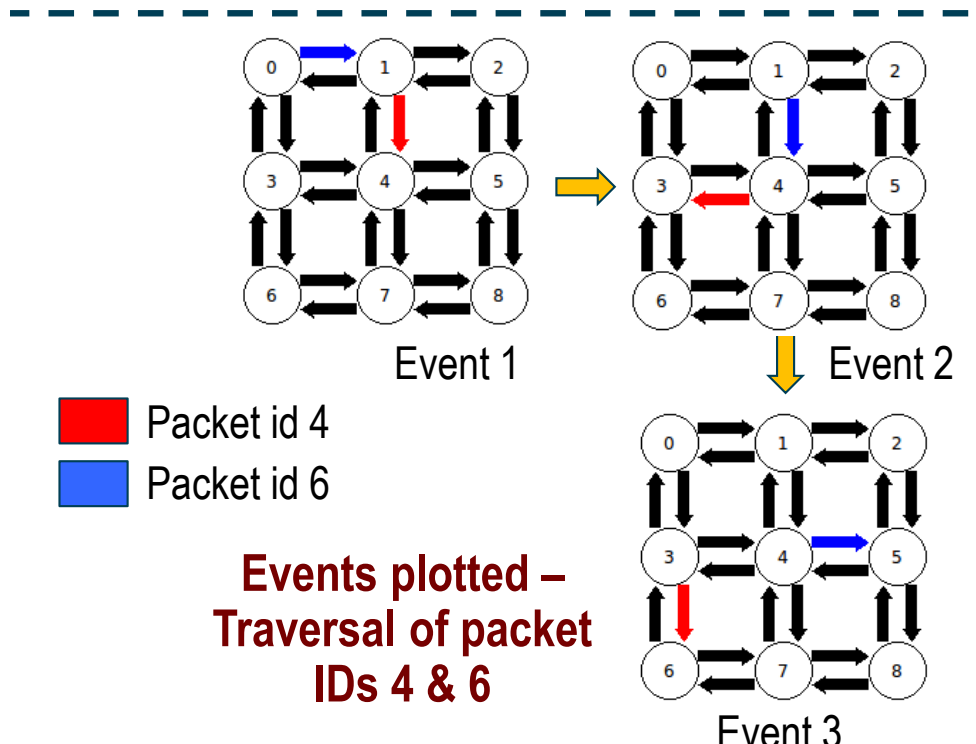 0 1 2
3 4 5
6 7 8
Event 1
0 1 2
3 4 5
6 7 8
Event 2
Packet id 4
Packet id 6
Events plotted –
Traversal of packet
IDs 4 & 6
0 1 2
3 4 5
6 7 8
Event 3